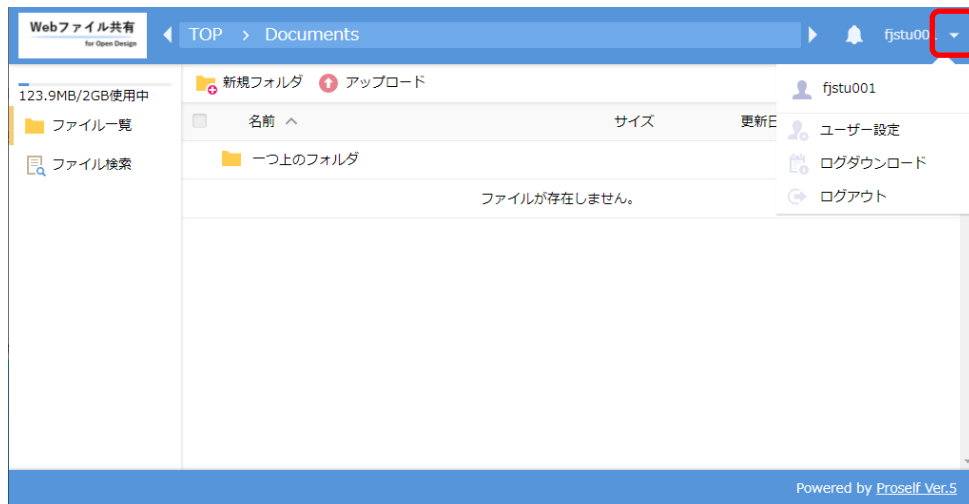 Webファイル共有
for Open Design
TOP > Documents
fjstu00
123.9MB/2GB使用中
ファイル一覧
ファイル検索
新規フォルダ アップロード
名前 サイズ 更新日
一つ上のフォルダ
ファイルが存在しません。
fjstu001
ユーザー設定
ログダウンロード
ログアウト
Powered by Proself Ver.5